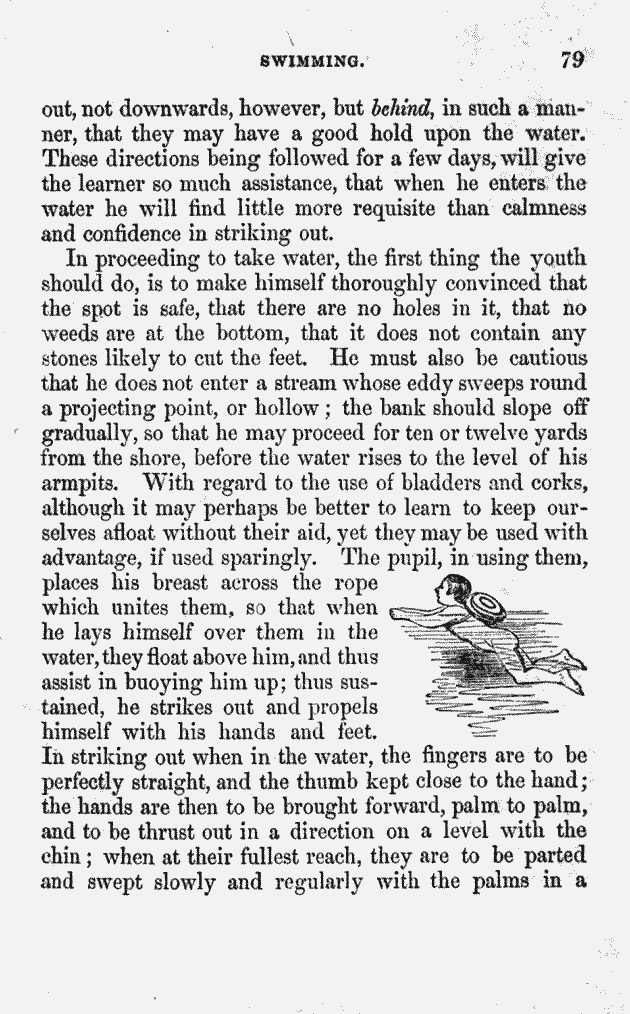 SWIMMING. 79
out, not downwards, however, but behind, in such a man-
ner, that they may have a good hold upon the water.
These directions being followed for a few days, will give
the learner so much assistance, that when he enters the
water he will find little more requisite than calmness
and confidence in striking out.
In proceeding to take water, the first thing the youth
should do, is to make himself thoroughly convinced that
the spot is safe, that there are no holes in it, that no
weeds are at the bottom, that it does not contain any
stones likely to cut the feet. He must also be cautious
that he does not enter a stream whose eddy sweeps round
a projecting point, or hollow; the bank should slope off
gradually, so that he may proceed for ten or twelve yards
from the shore, before the water rises to the level of his
armpits. With regard to the use of bladders and corks,
although it may perhaps be better to learn to keep our-
selves afloat without their aid, yet they may be used with
advantage, if used sparingly. The pupil, in using them,
places his breast across the rope
which unites them, so that when
he lays himself over them in the
water, they float above him, and thus
assist in buoying him up; thus sus-
tained, he strikes out and propels
himself with his hands and feet.
In striking out when in the water, the fingers are to be
perfectly straight, and the thumb kept close to the hand;
the hands are then to be brought forward, palm to palm,
and to be thrust out in a direction on a level with the
chin; when at their fullest reach, they are to be parted
and swept slowly and regularly with the palms in a